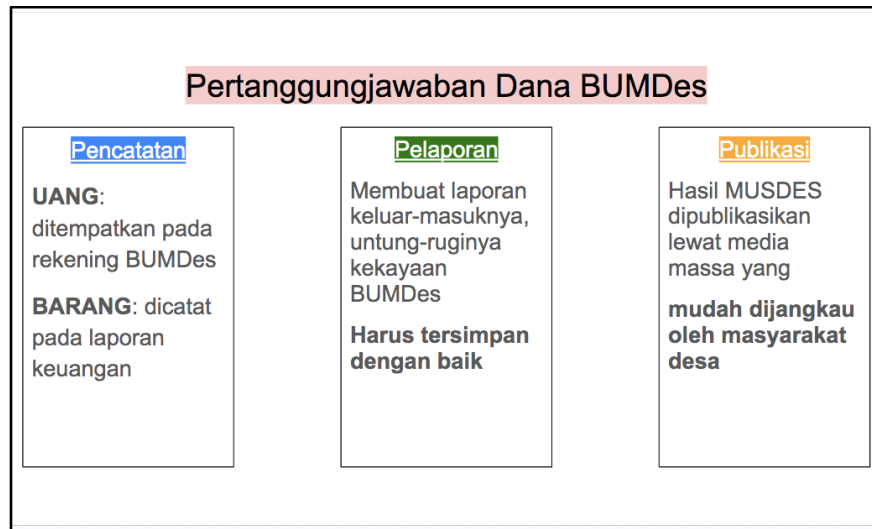 Pertanggungjawaban Dana BUMDes
Pencatatan
UANG:
ditempatkan pada
rekening BUMDes
BARANG: dicatat
pada laporan
keuangan
Pelaporan
Membuat laporan
keluar-masuknya,
untung-ruginya
kekayaan
BUMDes
Harus tersimpan
dengan baik
Publikasi
Hasil MUSDES
dipublikasikan
lewat media
massa yang
mudah dijangkau
oleh masyarakat
desa